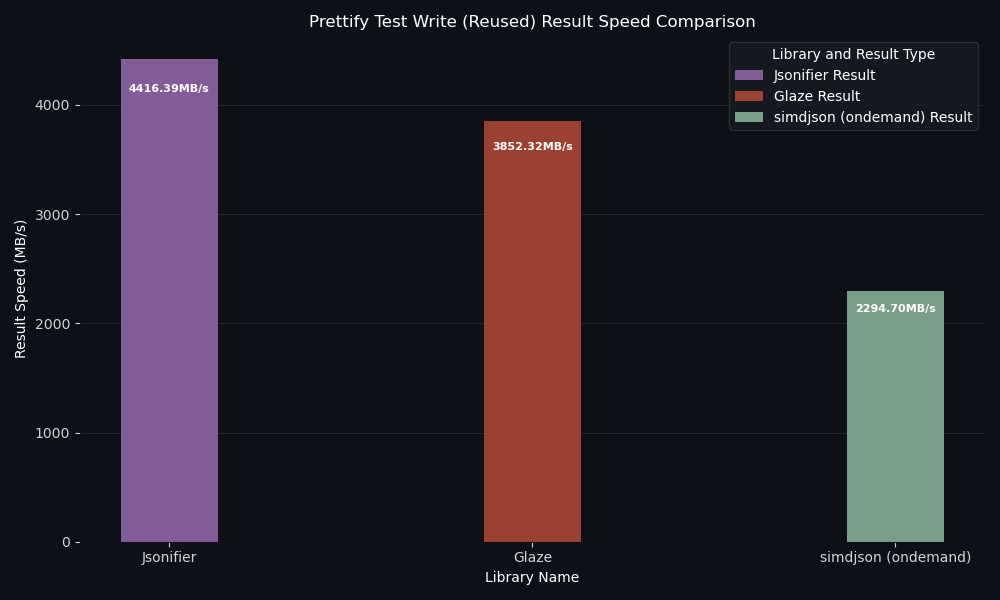 Prettify Test Write (Reused) Result Speed Comparison
Library and Result Type
Jsonifier Result
Glaze Result
simdjson (ondemand) Result
4416.39MB/s
3852.32MB/s
2294.70MB/s
Result Speed (MB/s)
4000
3000
2000
1000
0
Jsonifier
Glaze
simdjson (ondemand)
Library Name